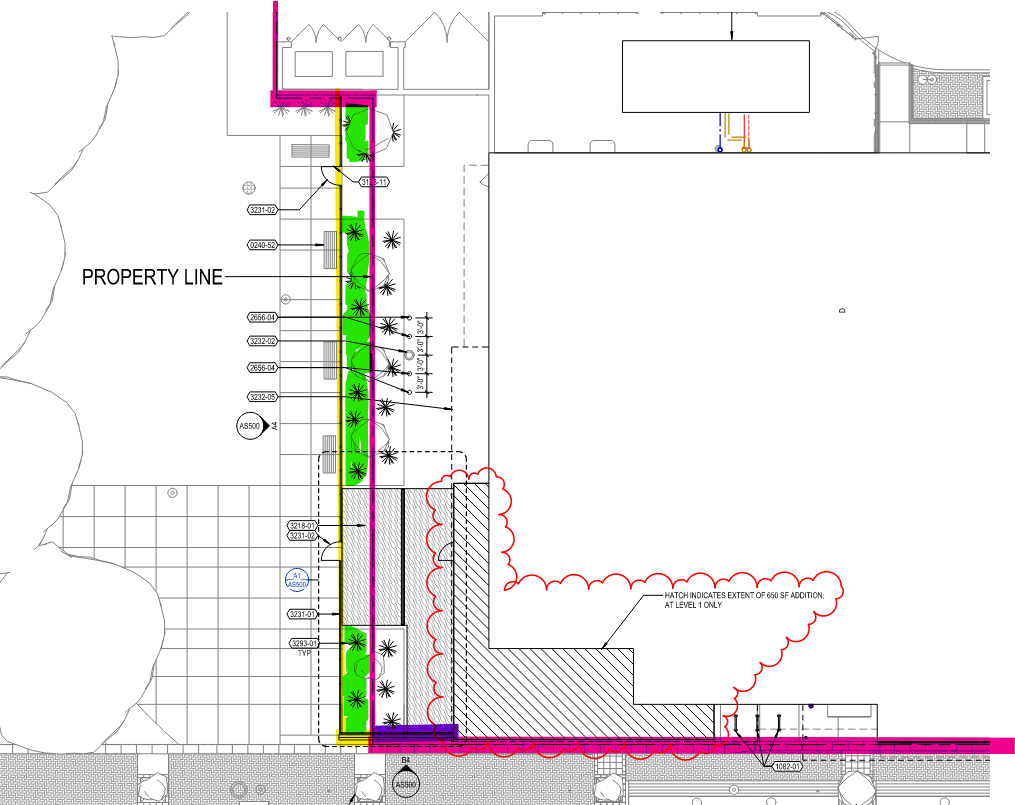 3123-11
3231-02
0240-52
PROPERTY LINE
2656-04
3'-0"
3232-02
3'-0"
2656-04
3'-0"
3232-05
3'-0"
AS500
A4
3218-01
3231-02
A1
AS500
HATCH INDICATES EXTENT OF 650 SF ADDITION;
AT LEVEL 1 ONLY
3231-01
3293-01
TYP
B4
AS500
1082-01